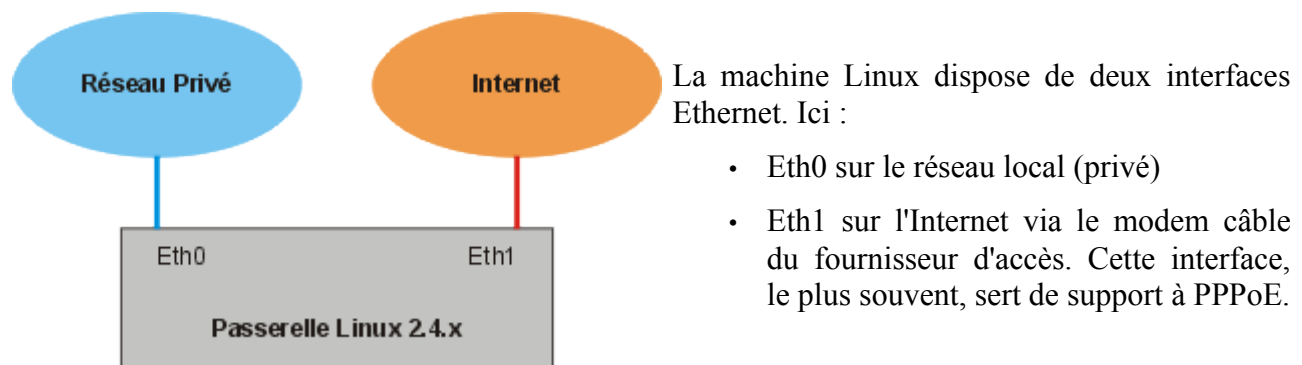 Réseau Privé
Internet
Eth0
Eth1
Passerelle Linux 2.4.x
La machine Linux dispose de deux interfaces
Ethernet. Ici :
• Eth0 sur le réseau local (privé)
• Eth1 sur l'Internet via le modem câble
du fournisseur d'accès. Cette interface,
le plus souvent, sert de support à PPPoE.